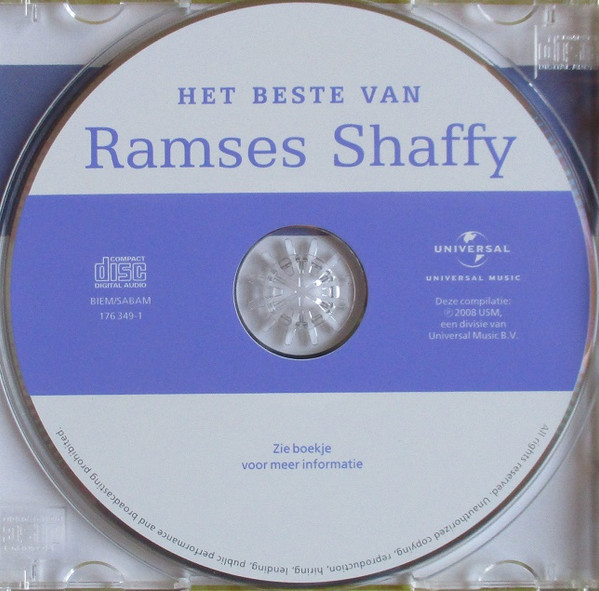 HET BESTE VAN
Ramses Shaffy
COMPACT
disc
DIGITAL AUDIO
BIEM/SABAM
176 349-1
UNIVERSAL
UNIVERSAL MUSIC
Deze compilatie:
℗ 2008 USM,
een divisie van
Universal Music B.V.
Zie boekje
voor meer informatie
All rights reserved. Unauthorized copying, reproduction, hiring, lending, public performance and broadcasting prohibited.
DIGITAL AUDIO